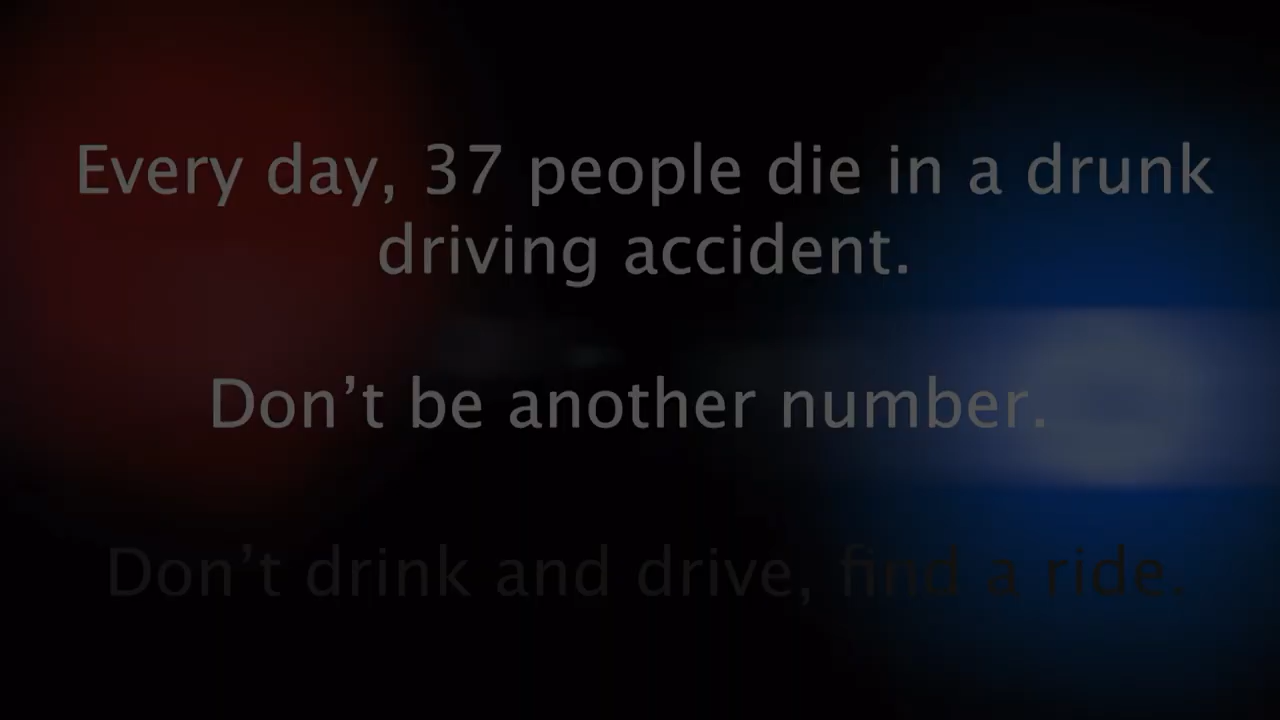 Every day, 37 people die in a drunk
driving accident.
Don’t be another number.
Don’t drink and drive, find a ride.